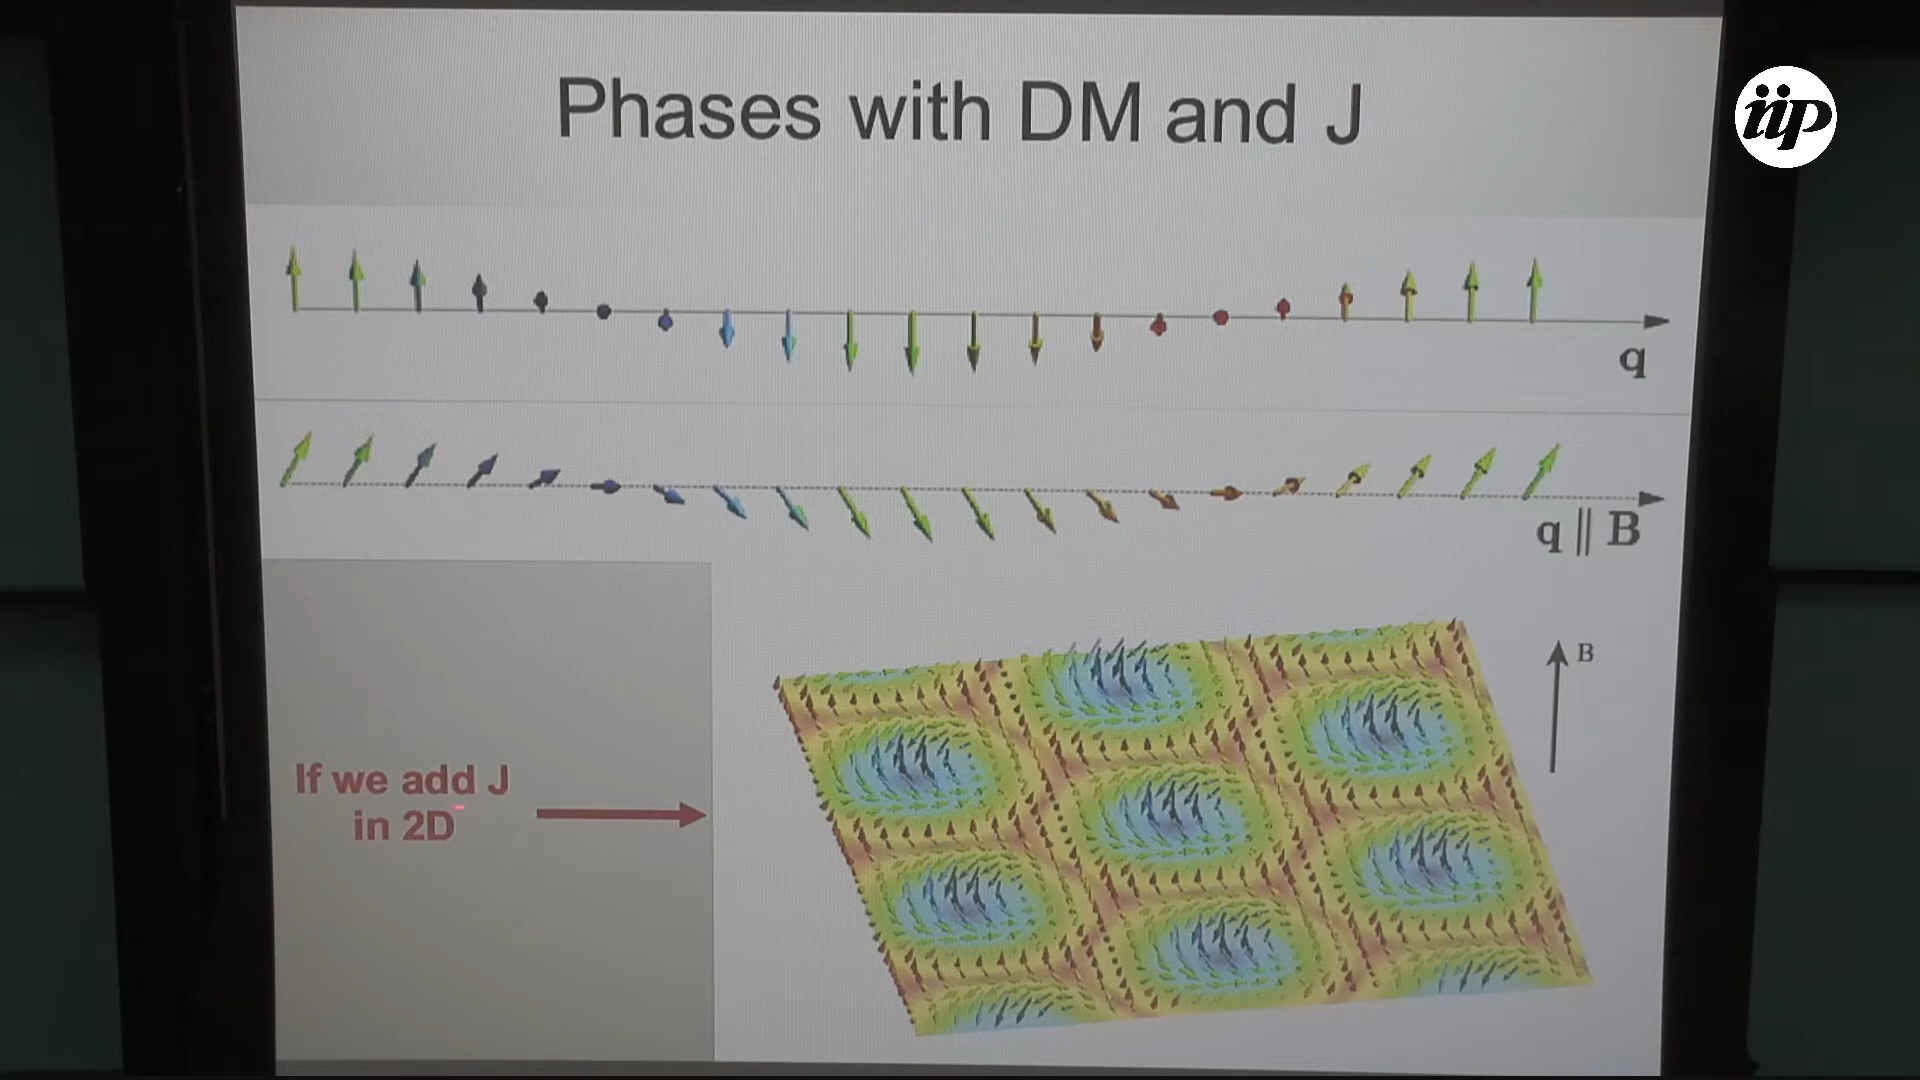 Phases with DM and J
iip
q
q ∥ B
B
If we add J
in 2D